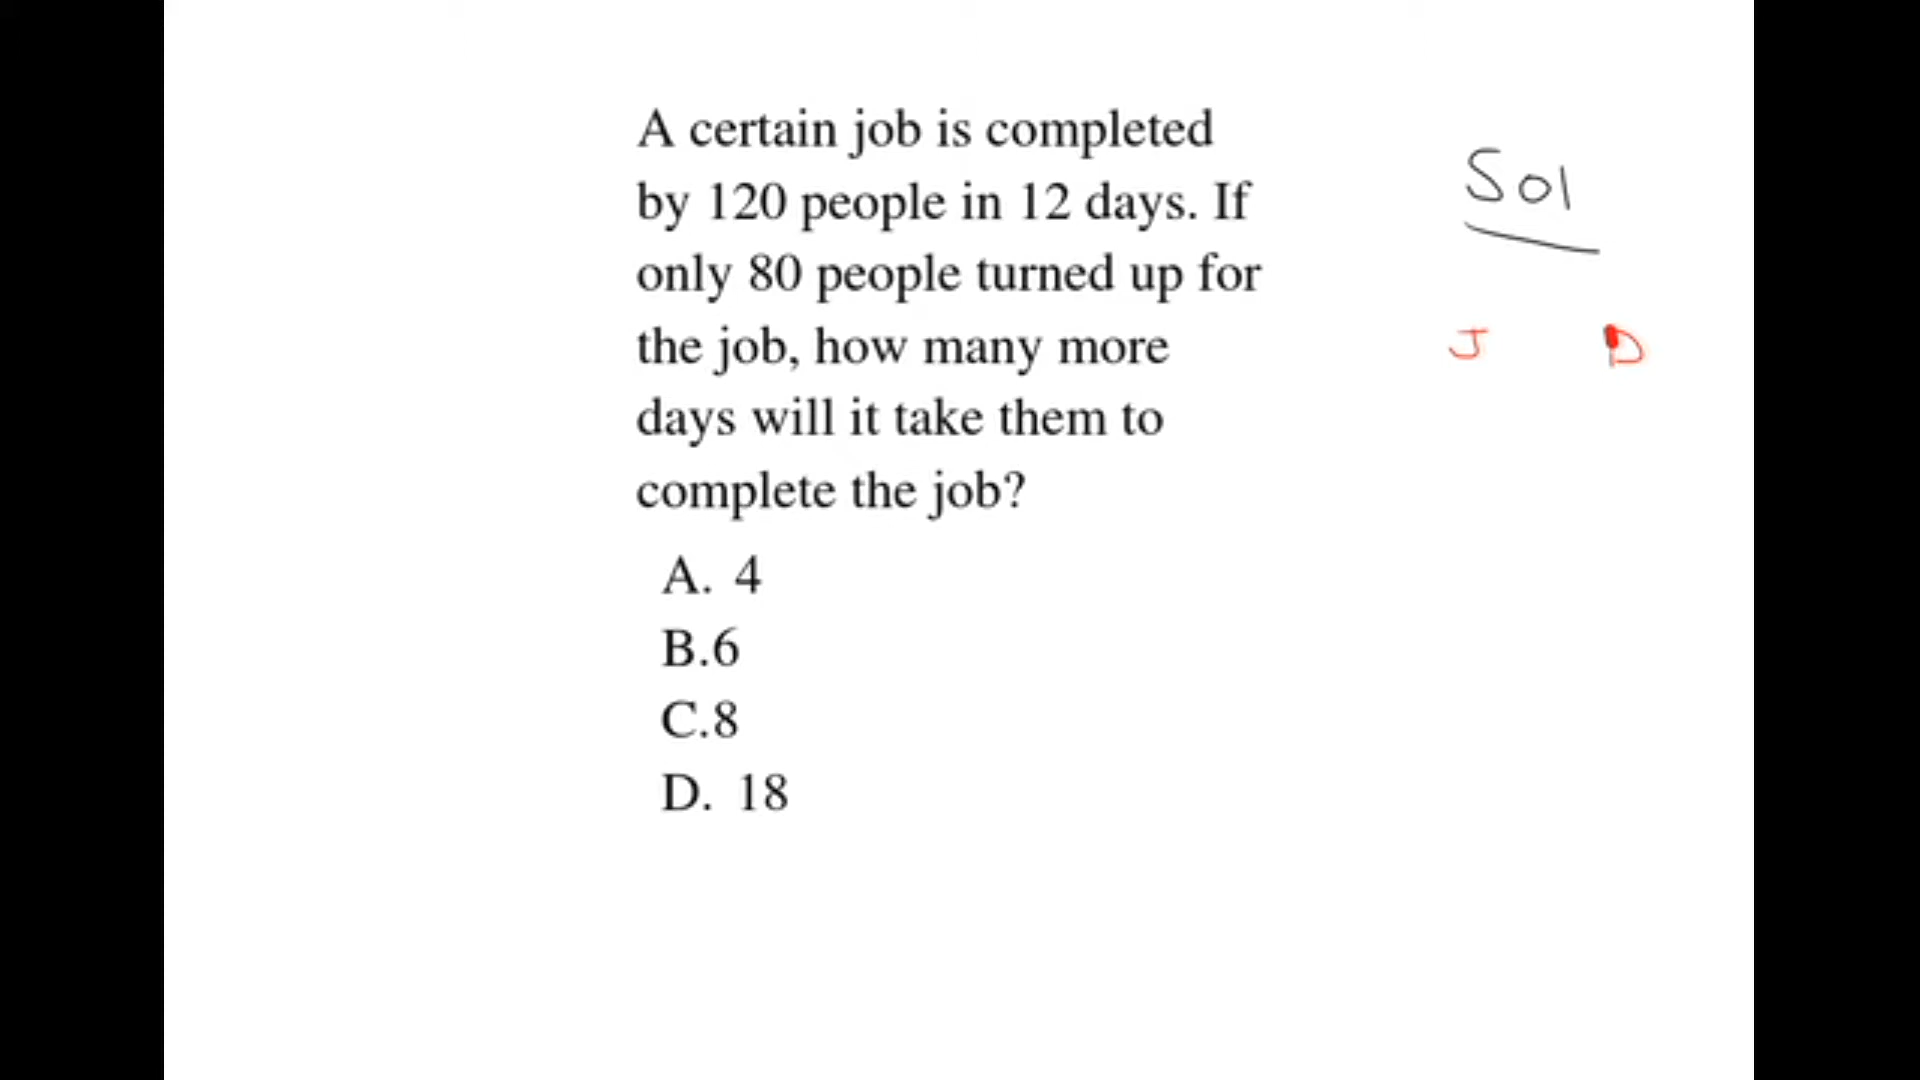 A certain job is completed
by 120 people in 12 days. If
only 80 people turned up for
the job, how many more
days will it take them to
complete the job?
A. 4
B.6
C.8
D. 18
Sol
J D